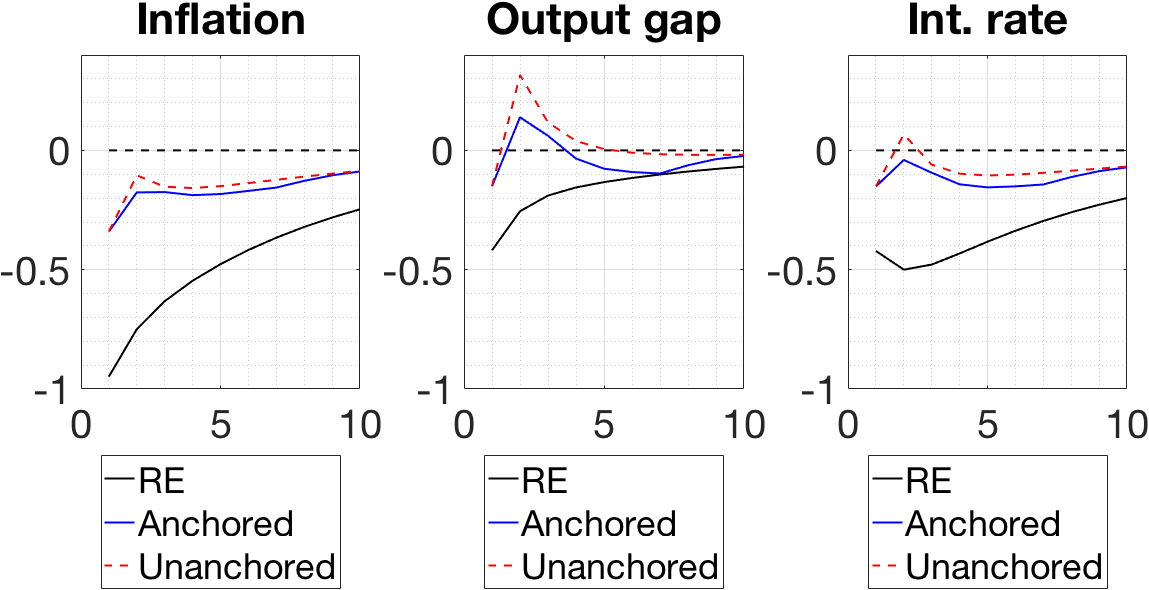 Inflation
0
-0.5
-1
0 5 10
RE
Anchored
Unanchored
Output gap
0
-0.5
-1
0 5 10
RE
Anchored
Unanchored
Int. rate
0
-0.5
-1
0 5 10
RE
Anchored
Unanchored